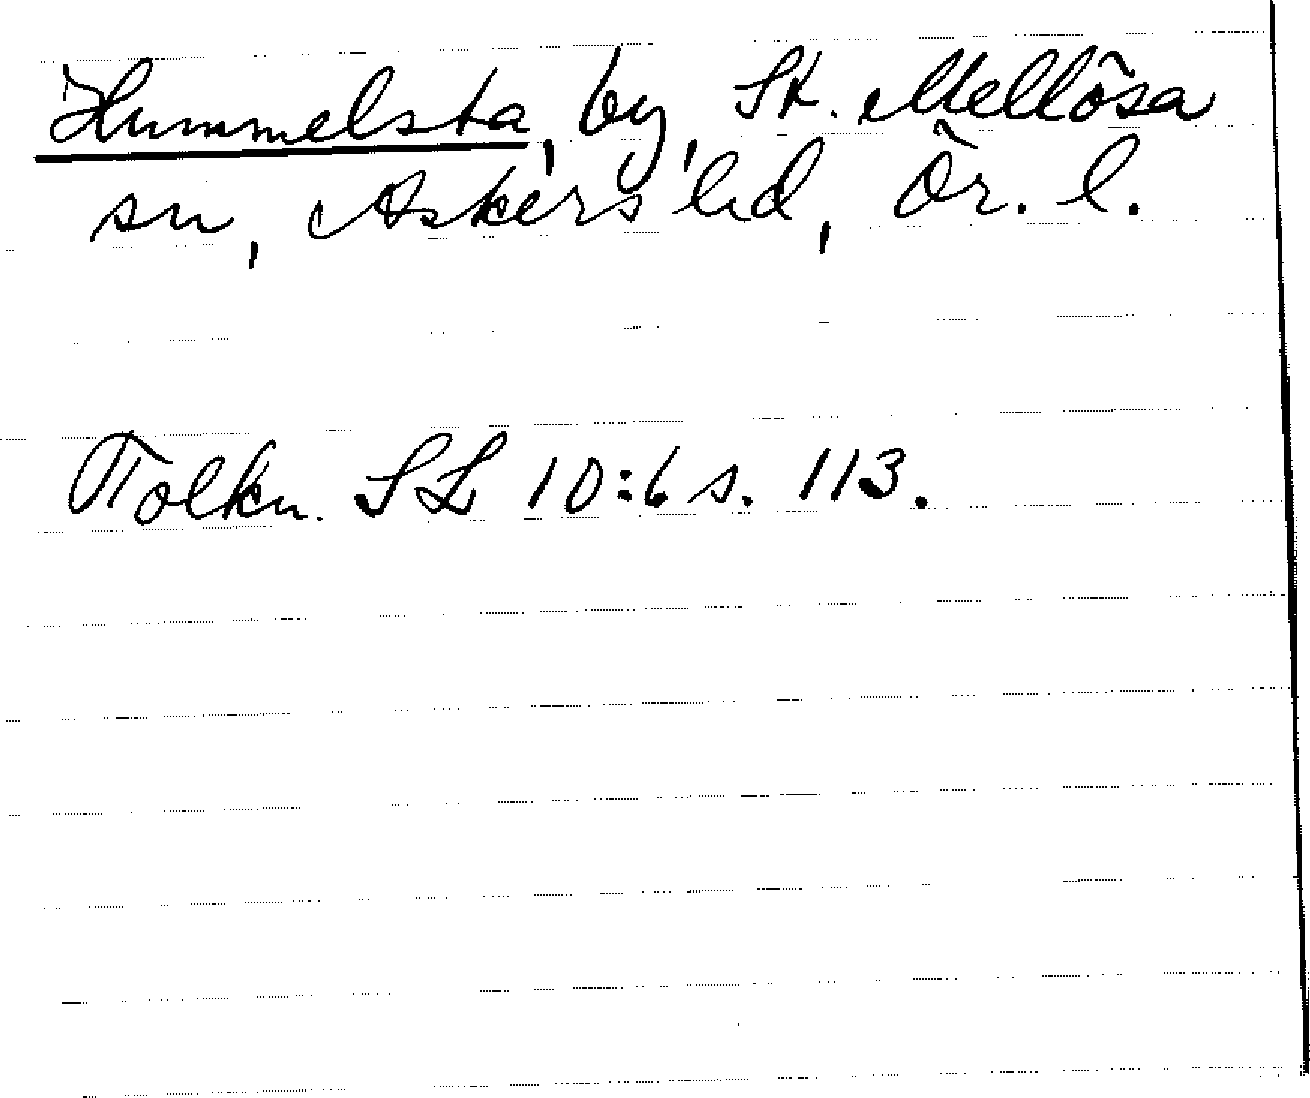 Hummelsta, by, St. Mellösa
sn, Askers hd, Ör. l.
Tolkn. SL 10:6 s. 113.